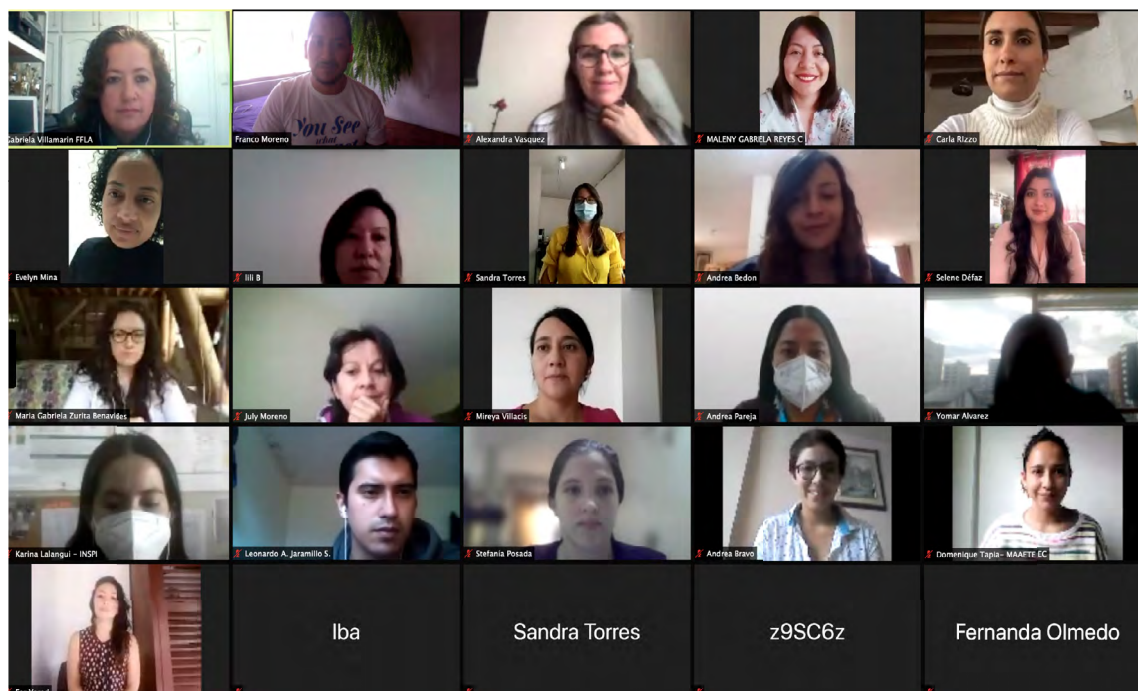 Gabriela Villamarin FFLA
Franco Moreno
You See
what
Alexandra Vasquez
MALENY GABRELA REYES C
Carla RIzzo
Evelyn Mina
lili B
Sandra Torres
Andrea Bedon
Selene Défaz
Maria Gabriela Zurita Benavides
July Moreno
Mireya Villacis
Andrea Pareja
Yomar Alvarez
Karina Lalangui - INSPI
Leonardo A. Jaramillo S.
Stefania Posada
Andrea Bravo
Domenique Tapia- MAAETE EC
Iba
Sandra Torres
z9SC6z
Fernanda Olmedo